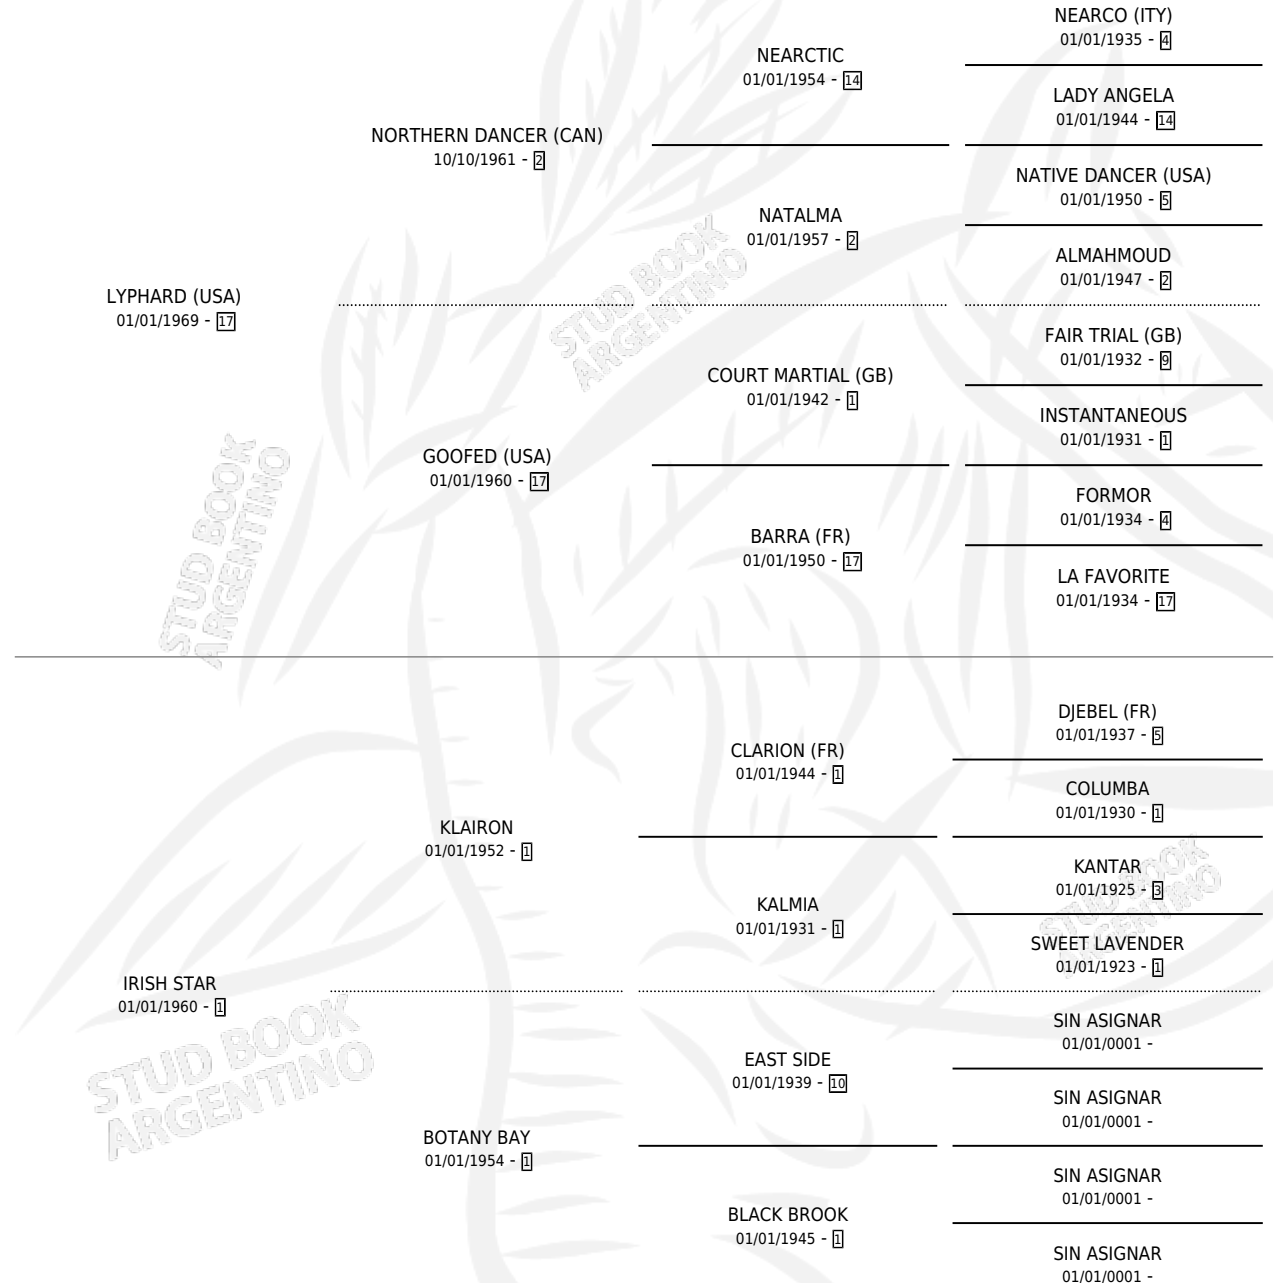 NEARCO (ITY)
01/01/1935 - 4
NEARCTIC
01/01/1954 - 14
LADY ANGELA
01/01/1944 - 14
NORTHERN DANCER (CAN)
10/10/1961 - 2
NATIVE DANCER (USA)
01/01/1950 - 5
NATALMA
01/01/1957 - 2
ALMAHMOUD
01/01/1947 - 2
LYPHARD (USA)
01/01/1969 - 17
STUD BOOK
ARGENTINO
FAIR TRIAL (GB)
01/01/1932 - 9
COURT MARTIAL (GB)
01/01/1942 - 1
INSTANTANEOUS
01/01/1931 - 1
GOOFED (USA)
01/01/1960 - 17
FORMOR
01/01/1934 - 4
BARRA (FR)
01/01/1950 - 17
LA FAVORITE
01/01/1934 - 17
STUD BOOK
ARGENTINO
DJEBEL (FR)
01/01/1937 - 5
CLARION (FR)
01/01/1944 - 1
COLUMBA
01/01/1930 - 1
KLAIRON
01/01/1952 - 1
KANTAR
01/01/1925 - 3
KALMIA
01/01/1931 - 1
SWEET LAVENDER
01/01/1923 - 1
STUD BOOK
ARGENTINO
IRISH STAR
01/01/1960 - 1
SIN ASIGNAR
01/01/0001 -
EAST SIDE
01/01/1939 - 10
SIN ASIGNAR
01/01/0001 -
STUD BOOK
ARGENTINO
BOTANY BAY
01/01/1954 - 1
SIN ASIGNAR
01/01/0001 -
BLACK BROOK
01/01/1945 - 1
SIN ASIGNAR
01/01/0001 -